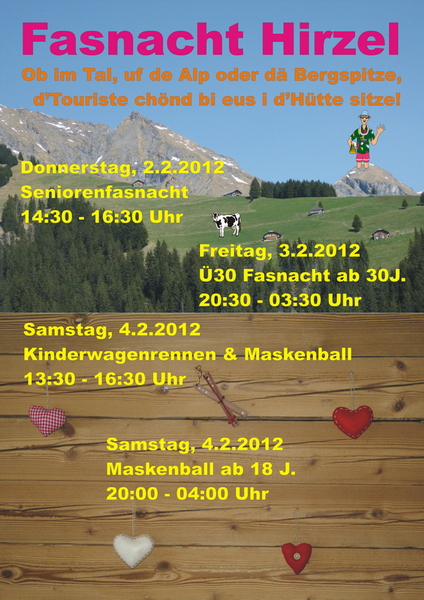 Fasnacht Hirzel
Ob im Tal, uf de Alp oder dä Bergspitze,
d'Touriste chönd bi eus i d'Hütte sitze!
Donnerstag, 2.2.2012
Seniorenfasnacht
14:30 - 16:30 Uhr
Freitag, 3.2.2012
Ü30 Fasnacht ab 30J.
20:30 - 03:30 Uhr
Samstag, 4.2.2012
Kinderwagenrennen & Maskenball
13:30 - 16:30 Uhr
Samstag, 4.2.2012
Maskenball ab 18 J.
20:00 - 04:00 Uhr